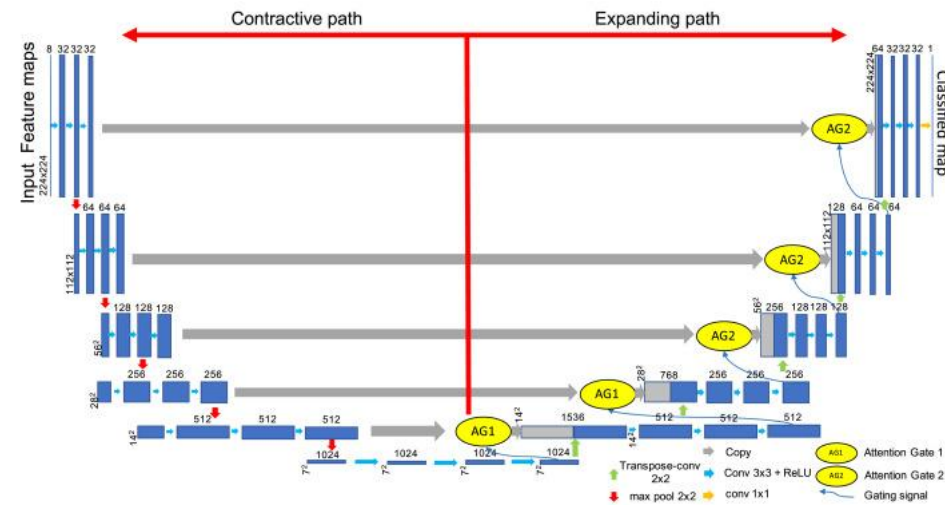 Contractive path
Expanding path
8 32 32 32
64 32 32 32 1
Input Feature maps
224x224
224x224
Classified map
AG2
64 64 64
128 64 64 64
112x112
112x112
AG2
128 128 128
256 128 128 128
56²
56²
AG2
256 256 256
768 256 256 256
28²
28²
AG1
512 512 512
1536 512 512 512
14²
14²
14²
AG1
1024 1024 1024 1024
7² 7² 7² 7²
Copy
Transpose-conv
2x2
Conv 3x3 + ReLU
max pool 2x2
conv 1x1
AG1 Attention Gate 1
AG2 Attention Gate 2
Gating signal